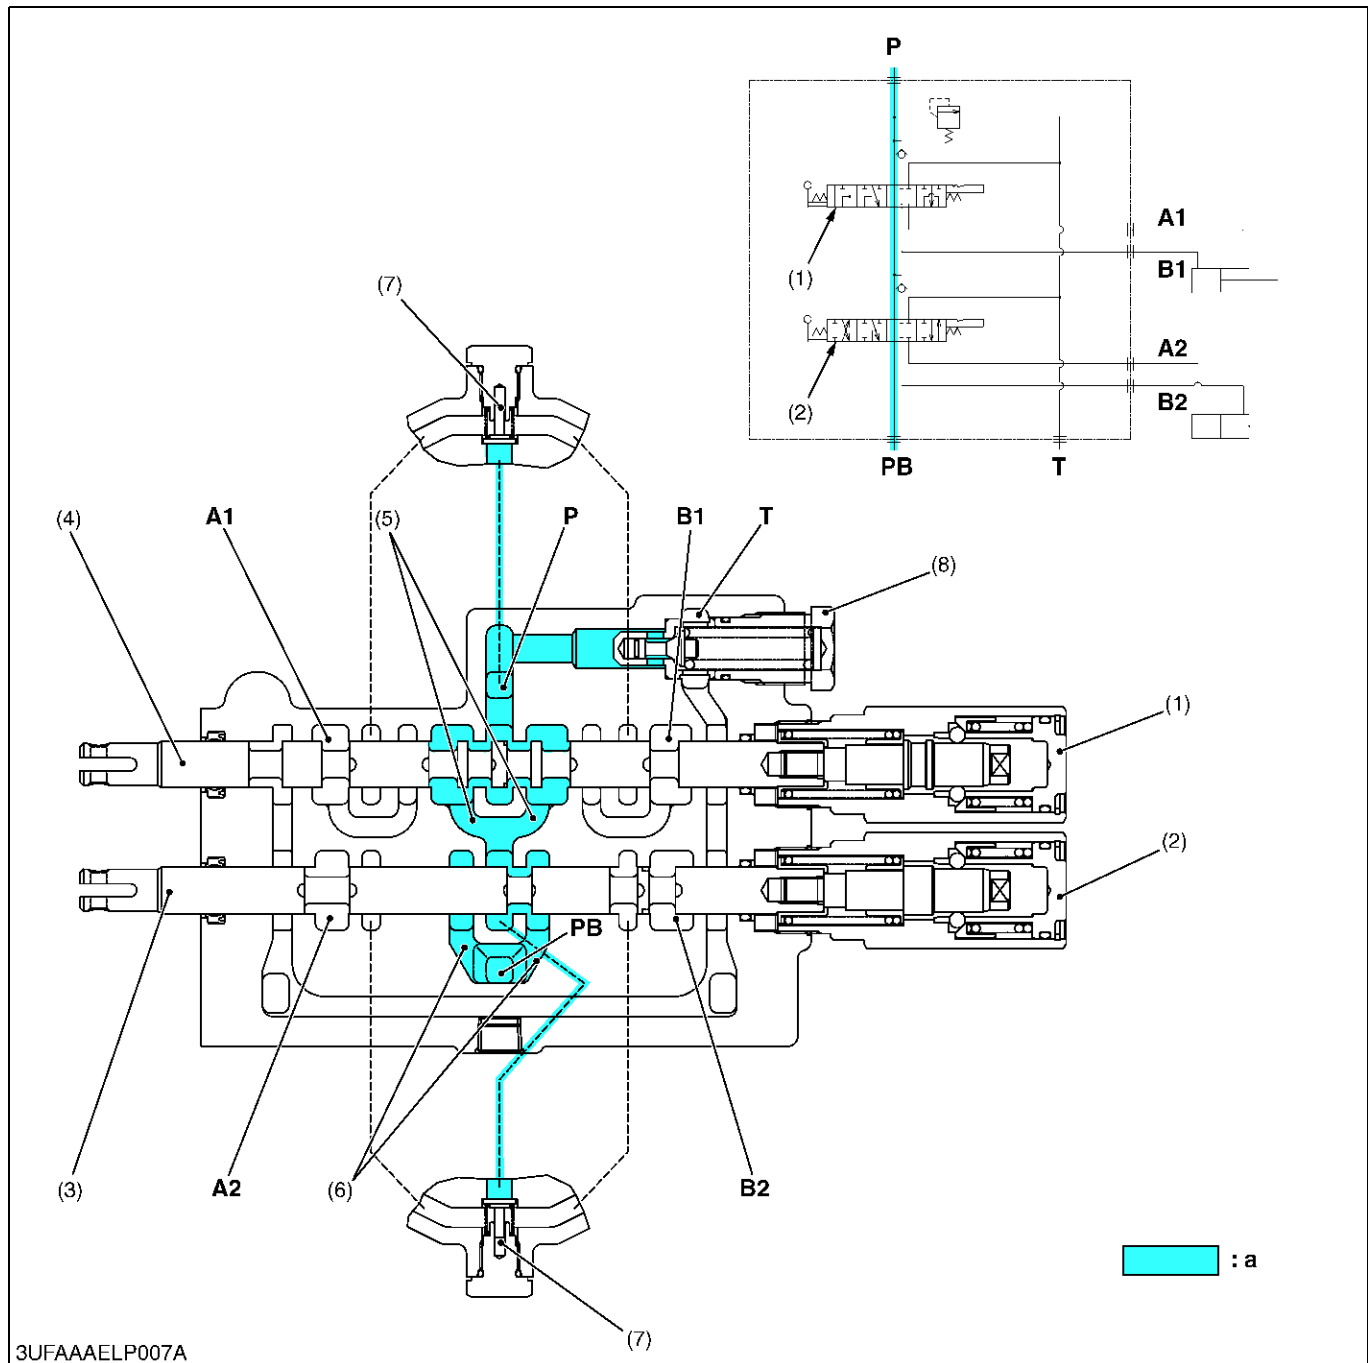 P
A1
(1)
B1
(7)
A2
(2)
B2
PB
T
(4)
A1
(5)
P
B1
T
(8)
(1)
(2)
PB
(3)
A2
(6)
B2
: a
(7)
3UFAAAELP007A